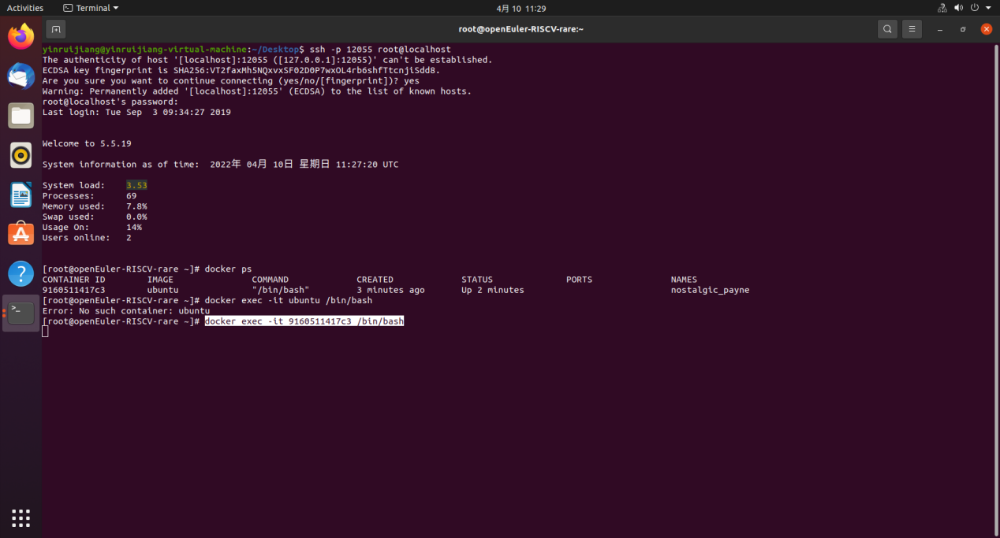 Activities Terminal 4月 10 11:29
root@openEuler-RISCV-rare:~
yinruijiang@yinruijiang-virtual-machine:~/Desktop$ ssh -p 12055 root@localhost
The authenticity of host '[localhost]:12055 ([127.0.0.1]:12055)' can't be established.
ECDSA key fingerprint is SHA256:VT2faxMh5NQxvxSF02D0P7wxOL4rb6shfTtcnjiSdd8.
Are you sure you want to continue connecting (yes/no/[fingerprint])? yes
Warning: Permanently added '[localhost]:12055' (ECDSA) to the list of known hosts.
root@localhost's password:
Last login: Tue Sep  3 09:34:27 2019
Welcome to 5.5.19
System information as of time:  2022年 04月 10日 星期日 11:27:20 UTC
System load:    3.53
Processes:      69
Memory used:    7.8%
Swap used:      0.0%
Usage On:       14%
Users online:   2
[root@openEuler-RISCV-rare ~]# docker ps
CONTAINER ID        IMAGE               COMMAND             CREATED             STATUS              PORTS               NAMES
9160511417c3        ubuntu              "/bin/bash"         3 minutes ago       Up 2 minutes                            nostalgic_payne
[root@openEuler-RISCV-rare ~]# docker exec -it ubuntu /bin/bash
Error: No such container: ubuntu
[root@openEuler-RISCV-rare ~]# docker exec -it 9160511417c3 /bin/bash